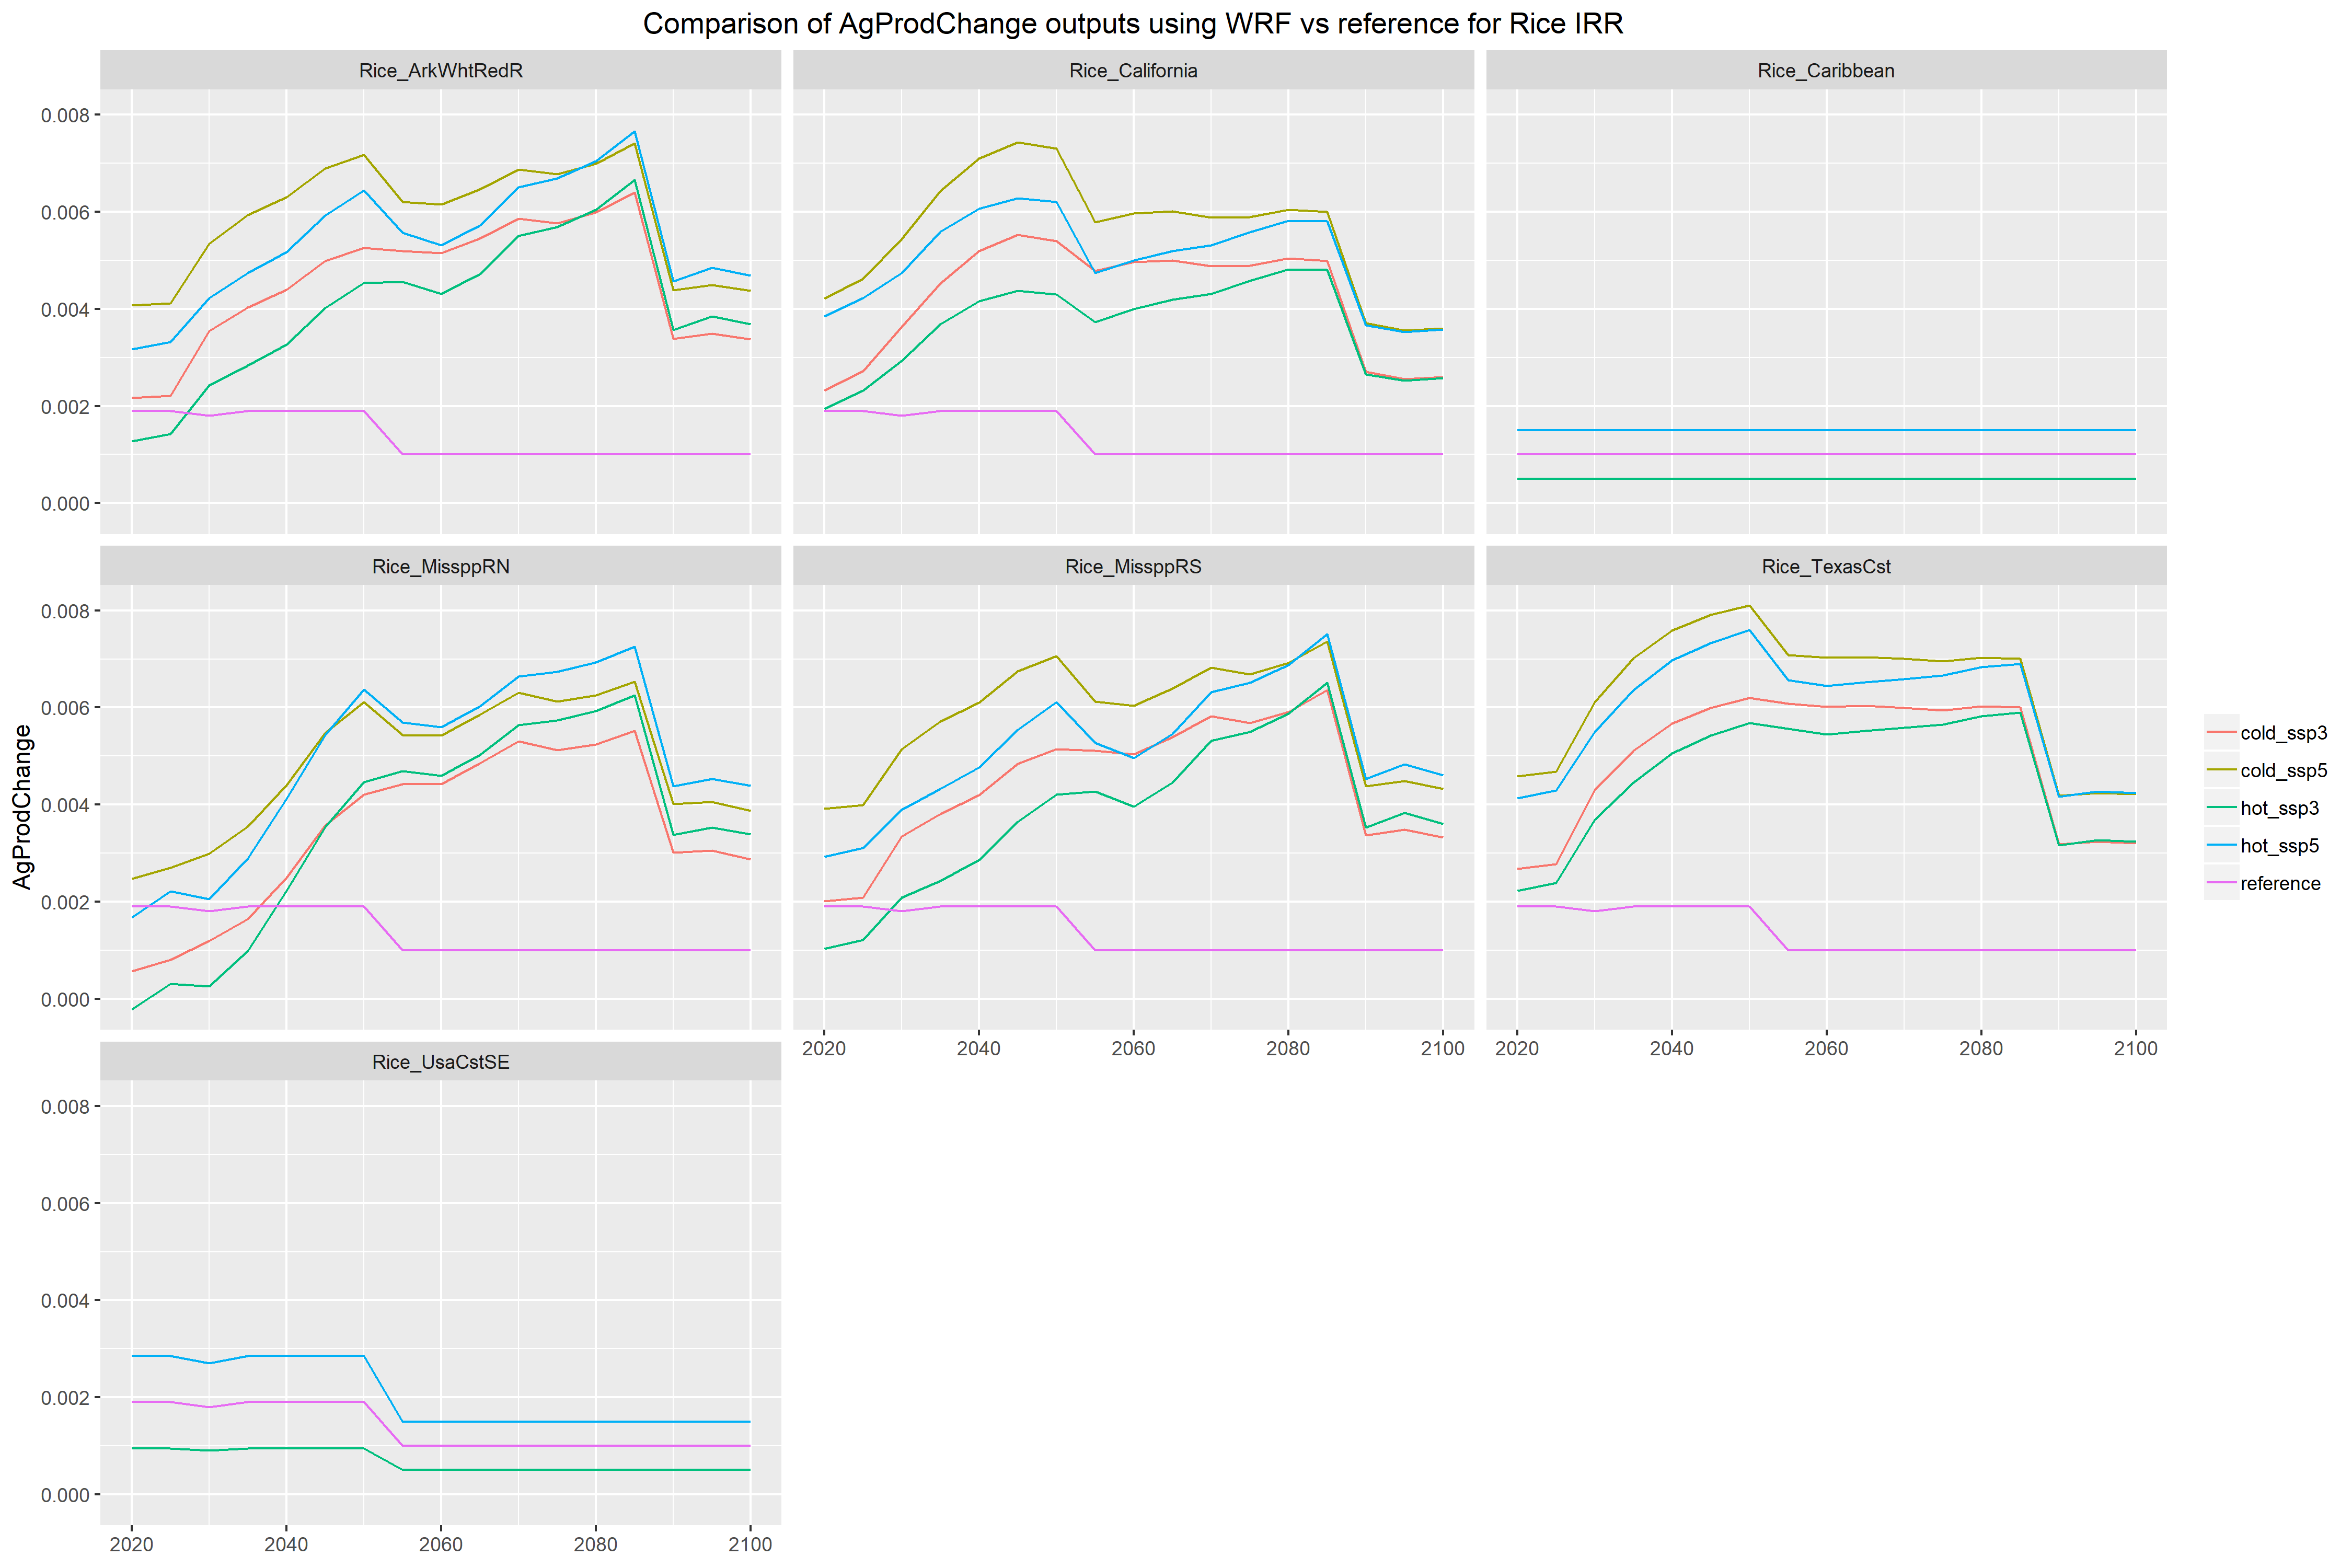 Comparison of AgProdChange outputs using WRF vs reference for Rice IRR
Rice_ArkWhtRedR
Rice_California
Rice_Caribbean
0.008
0.006
0.004
0.002
0.000
Rice_MissppRN
Rice_MissppRS
Rice_TexasCst
0.008
0.006
0.004
0.002
0.000
2020 2040 2060 2080 2100
2020 2040 2060 2080 2100
Rice_UsaCstSE
0.008
0.006
0.004
0.002
0.000
2020 2040 2060 2080 2100
AgProdChange
cold_ssp3
cold_ssp5
hot_ssp3
hot_ssp5
reference